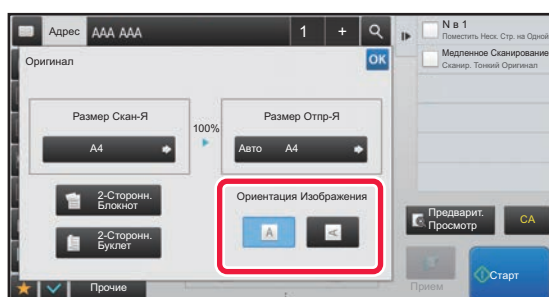 Адрес AAA AAA 1 +
N в 1
Поместить Неск. Стр. на Одной
Медленное Сканирование
Сканир. Тонкий Оригинал
Оригинал
OK
Размер Скан-Я
100%
Размер Отпр-Я
A4
Авто A4
2-Сторонн.
Блокнот
2-Сторонн.
Буклет
Ориентация Изображения
A
A
Предварит.
Просмотр
CA
Прочие
Прием
Старт